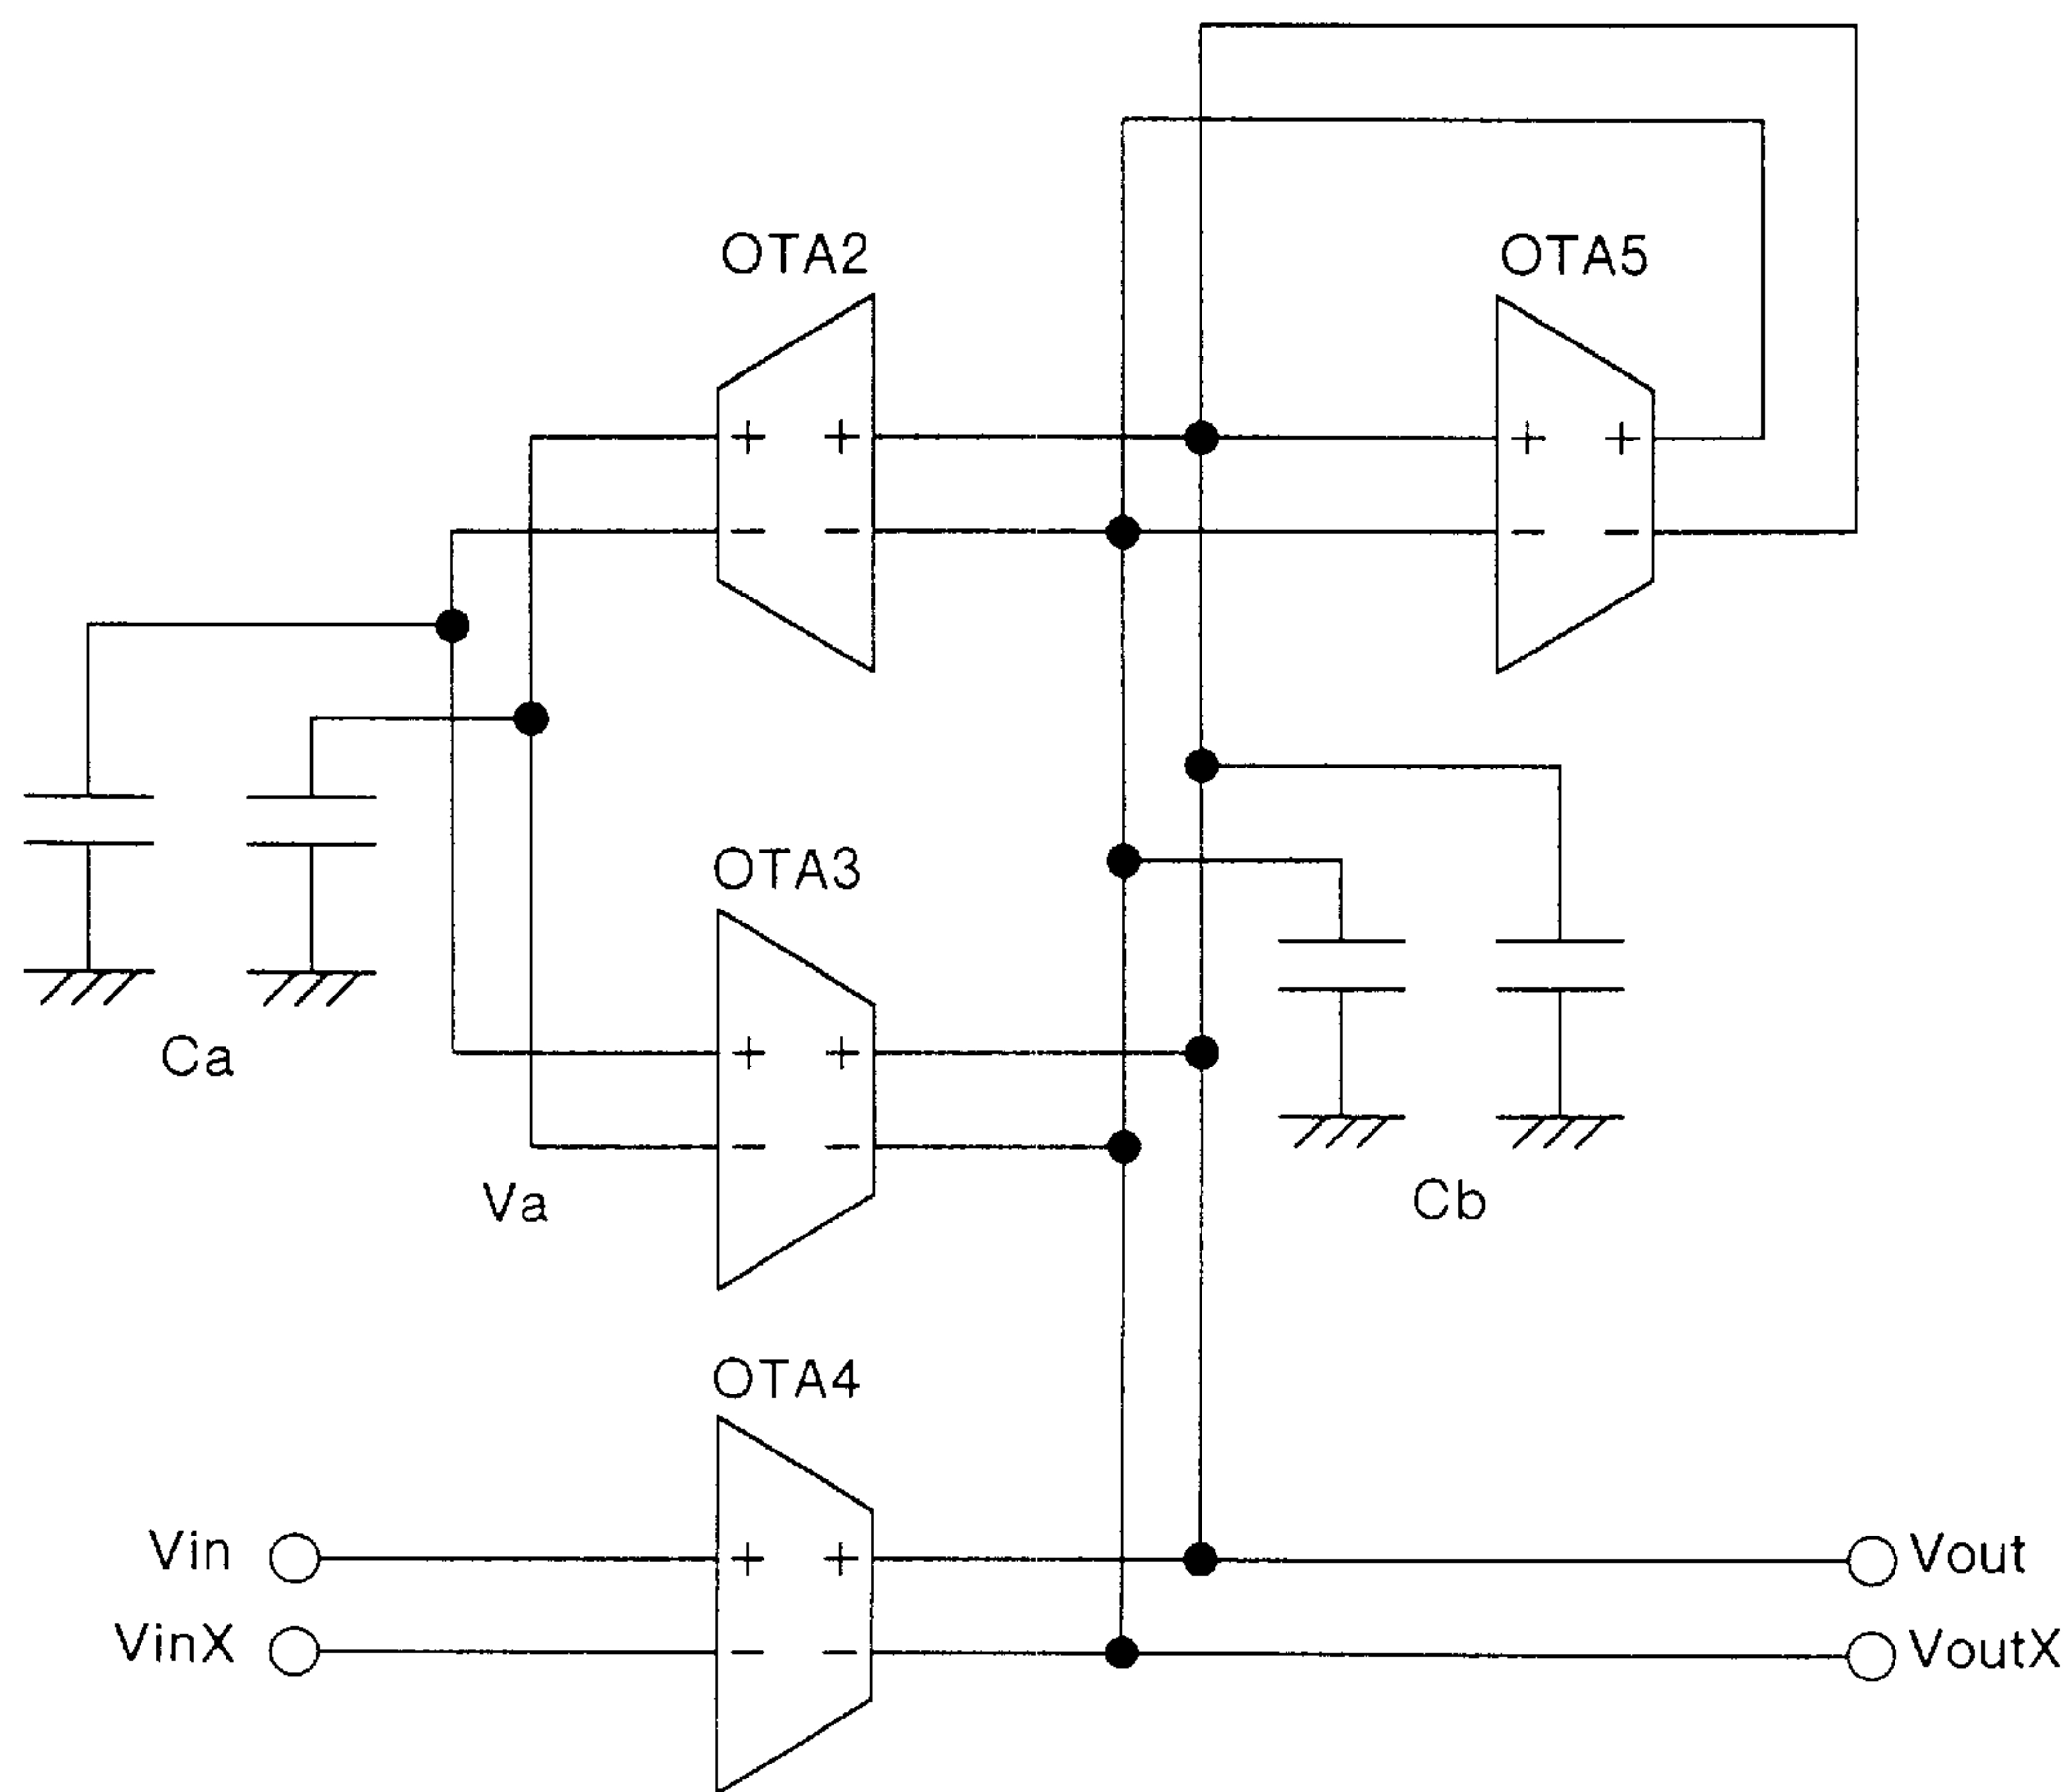 OTA2
OTA5
+ +
+ +
− −
− −
OTA3
+ +
− −
Ca
Va
Cb
OTA4
Vin
+ +
Vout
VinX
− −
VoutX